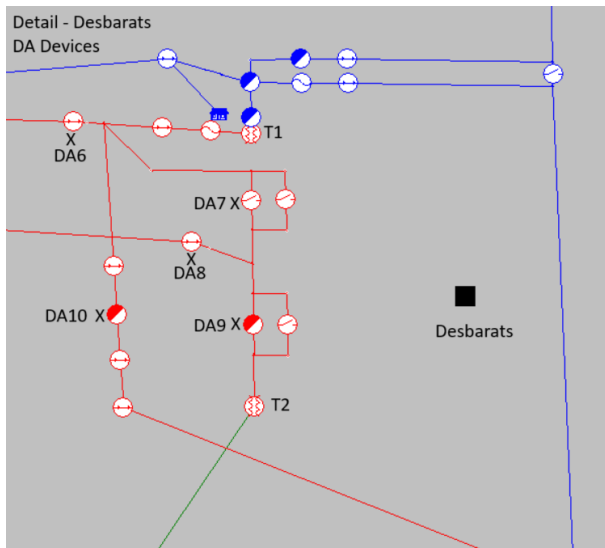 Detail - Desbarats
DA Devices
T1
X
DA6
DA7 X
X
DA8
DA10 X
DA9 X
Desbarats
T2